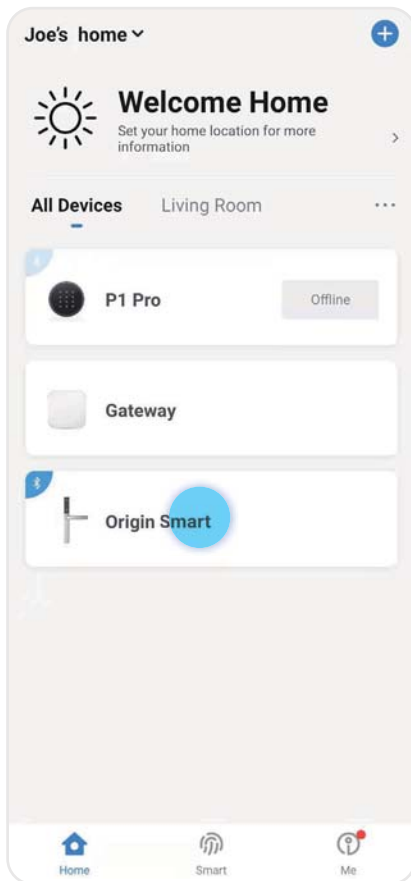 Joe's home
Welcome Home
Set your home location for more
information
All Devices
Living Room
P1 Pro
Offline
Gateway
Origin Smart
Home
Smart
Me